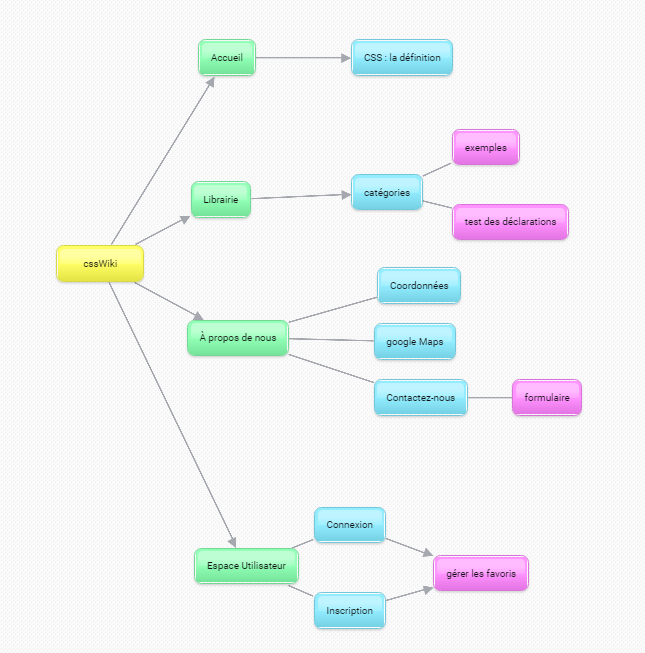 Accueil
CSS : la définition
exemples
Librairie
catégories
test des déclarations
cssWiki
Coordonnées
À propos de nous
google Maps
Contactez-nous
formulaire
Connexion
Espace Utilisateur
gérer les favoris
Inscription